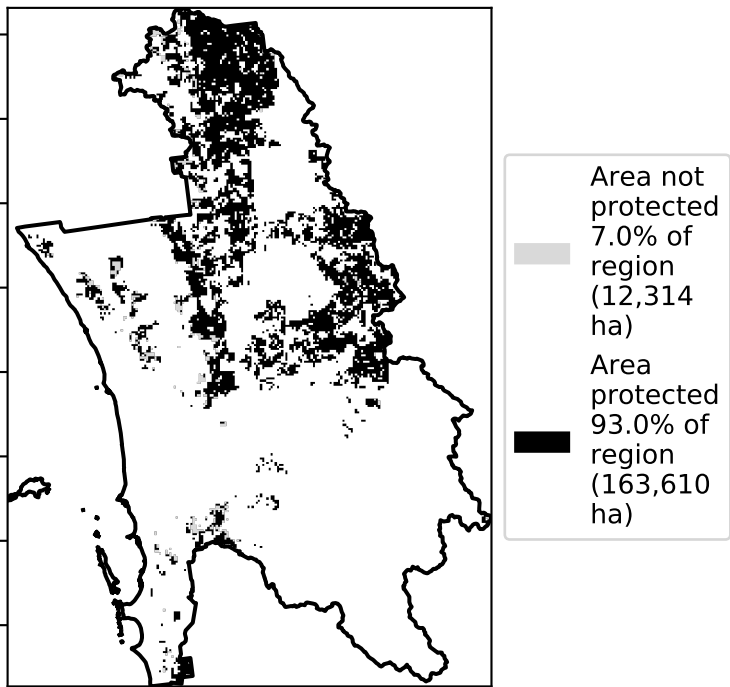 Area not
protected
7.0% of
region
(12,314
ha)
Area
protected
93.0% of
region
(163,610
ha)